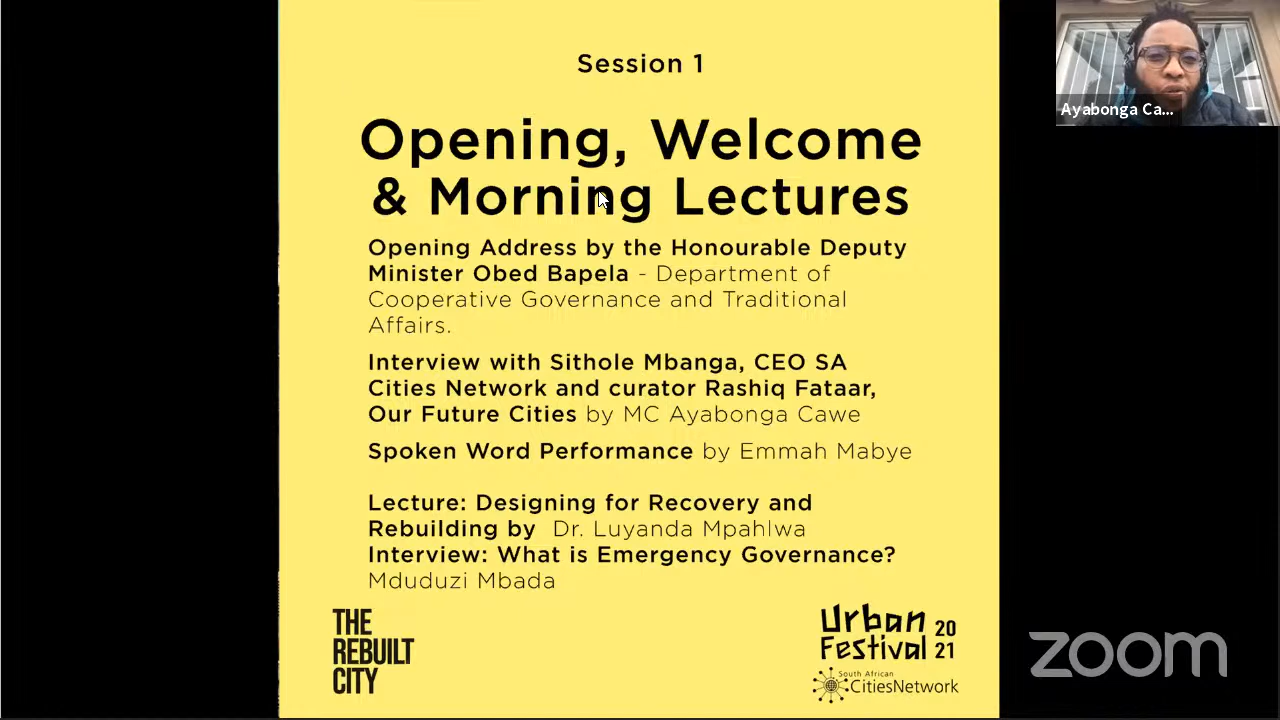 Session 1
Opening, Welcome
& Morning Lectures
Opening Address by the Honourable Deputy
Minister Obed Bapela - Department of
Cooperative Governance and Traditional
Affairs.
Interview with Sithole Mbanga, CEO SA
Cities Network and curator Rashiq Fataar,
Our Future Cities by MC Ayabonga Cawe
Spoken Word Performance by Emmah Mabye
Lecture: Designing for Recovery and
Rebuilding by Dr. Luyanda Mpahlwa
Interview: What is Emergency Governance?
Mduduzi Mbada
THE
REBUILT
CITY
Urban
Festival 20
21
South African
CitiesNetwork
Ayabonga Ca...
zoom